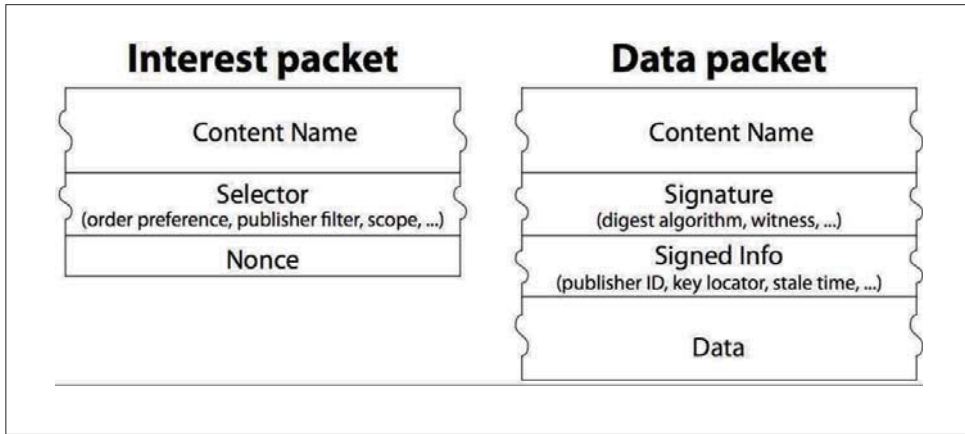 Interest packet
Content Name
Selector
(order preference, publisher filter, scope, ...)
Nonce
Data packet
Content Name
Signature
(digest algorithm, witness, ...)
Signed Info
(publisher ID, key locator, stale time, ...)
Data